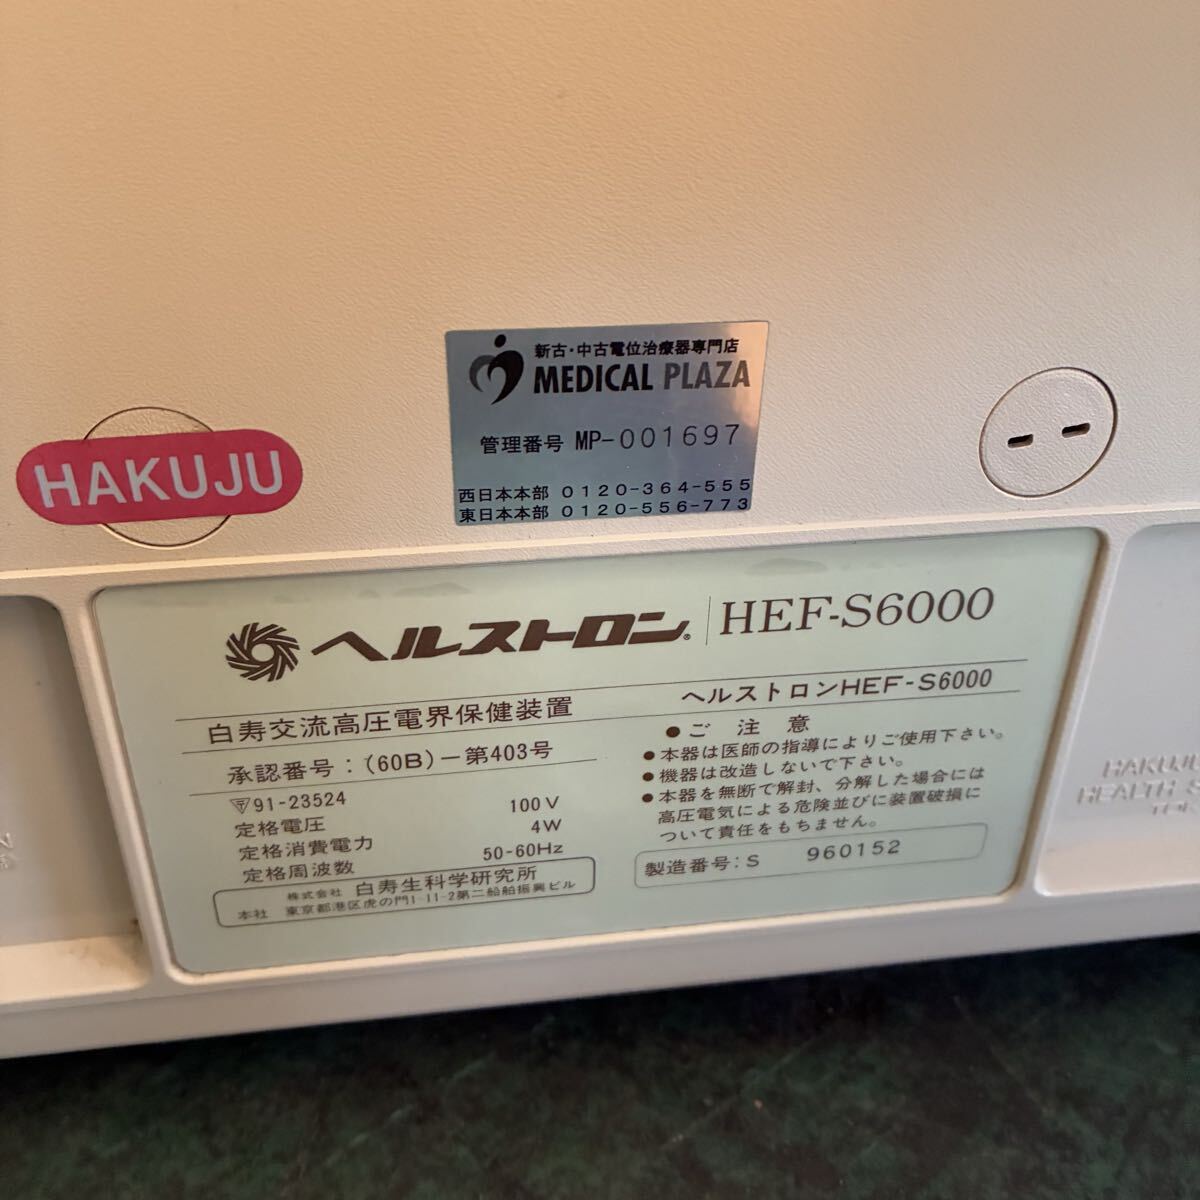 新古・中古電位治療器専門店
MEDICAL PLAZA
管理番号 MP-001697
西日本本部 0120-364-555
東日本本部 0120-556-773
HAKUJU
ヘルストロン® HEF-S6000
白寿交流高圧電界保健装置
承認番号：(60B)-第403号
〒91-23524
定格電圧 100V
定格消費電力 4W
定格周波数 50-60Hz
株式会社 白寿生科学研究所
本社 東京都港区虎の門1-11-2第二船舶振興ビル
ヘルストロンHEF-S6000
●ご注意
●本器は医師の指導によりご使用下さい。
●機器は改造しないで下さい。
●本器を無断で解封、分解した場合には
高圧電気による危険並びに装置破損に
ついて責任をもちません。
製造番号：S 960152
HAKUJU
HEALTH